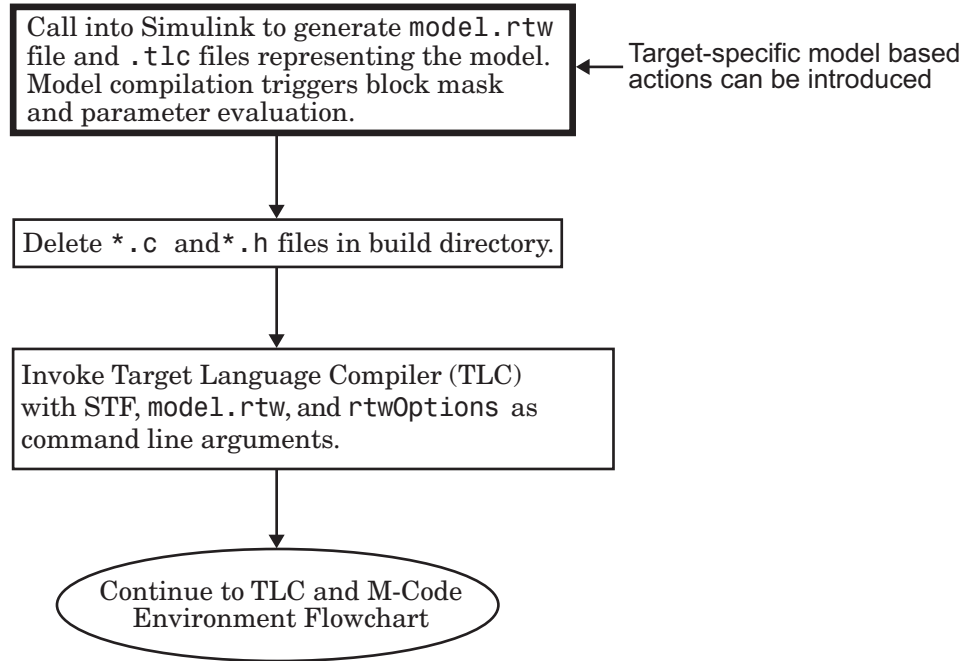 Call into Simulink to generate model.rtw
file and .tlc files representing the model.
Model compilation triggers block mask
and parameter evaluation.
Target-specific model based
actions can be introduced
Delete *.c and*.h files in build directory.
Invoke Target Language Compiler (TLC)
with STF, model.rtw, and rtwOptions as
command line arguments.
Continue to TLC and M-Code
Environment Flowchart